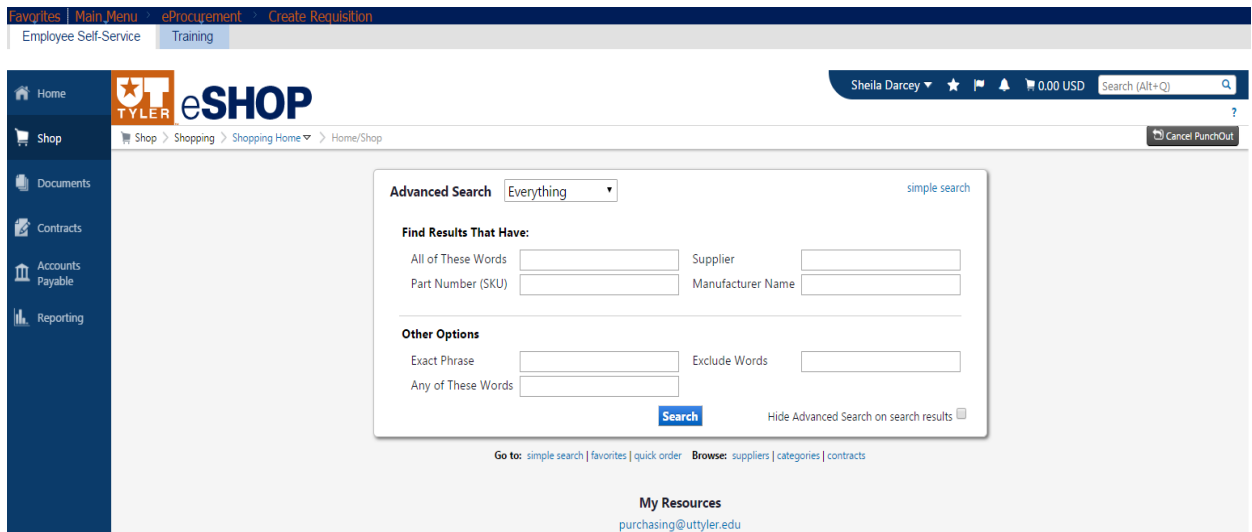 Favorites | Main Menu > eProcurement > Create Requisition
Employee Self-Service Training
Home
Shop
Documents
Contracts
Accounts
Payable
Reporting
UT
TYLER
eSHOP
Sheila Darcey 0.00 USD Search (Alt+Q)
?
Shop > Shopping > Shopping Home > Home/Shop
Cancel PunchOut
Advanced Search Everything simple search
Find Results That Have:
All of These Words Supplier
Part Number (SKU) Manufacturer Name
Other Options
Exact Phrase Exclude Words
Any of These Words
Search Hide Advanced Search on search results
Go to: simple search | favorites | quick order Browse: suppliers | categories | contracts
My Resources
purchasing@uttyler.edu